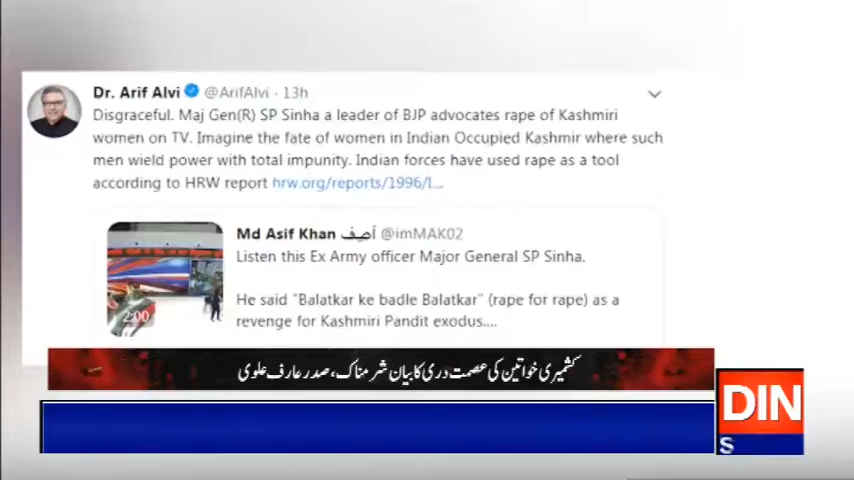 Dr. Arif Alvi @ArifAlvi · 13h
Disgraceful. Maj Gen(R) SP Sinha a leader of BJP advocates rape of Kashmiri
women on TV. Imagine the fate of women in Indian Occupied Kashmir where such
men wield power with total impunity. Indian forces have used rape as a tool
according to HRW report hrw.org/reports/1996/I...
Md Asif Khan آصِف @imMAK02
Listen this Ex Army officer Major General SP Sinha.
He said "Balatkar ke badle Balatkar" (rape for rape) as a
revenge for Kashmiri Pandit exodus....
2:00
کشمیری خواتین کی عصمت دری کا بیان شرمناک، صدر عارف علوی
DIN
S